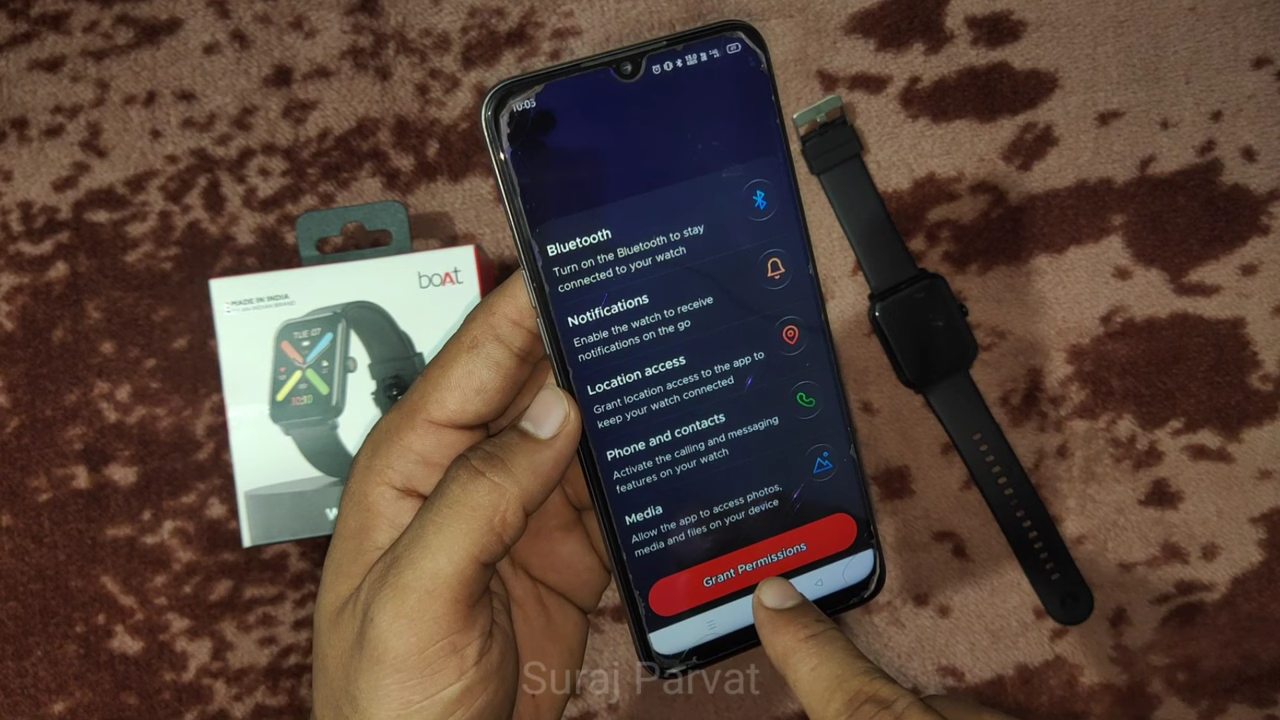 10:05
Bluetooth
Turn on the Bluetooth to stay
connected to your watch
Notifications
Enable the watch to receive
notifications on the go
Location access
Grant location access to the app to
keep your watch connected
Phone and contacts
Activate the calling and messaging
features on your watch
Media
Allow the app to access photos,
media and files on your device
Grant Permissions
boAt
MADE IN INDIA
TUE 07
10:10
Suraj Parvat